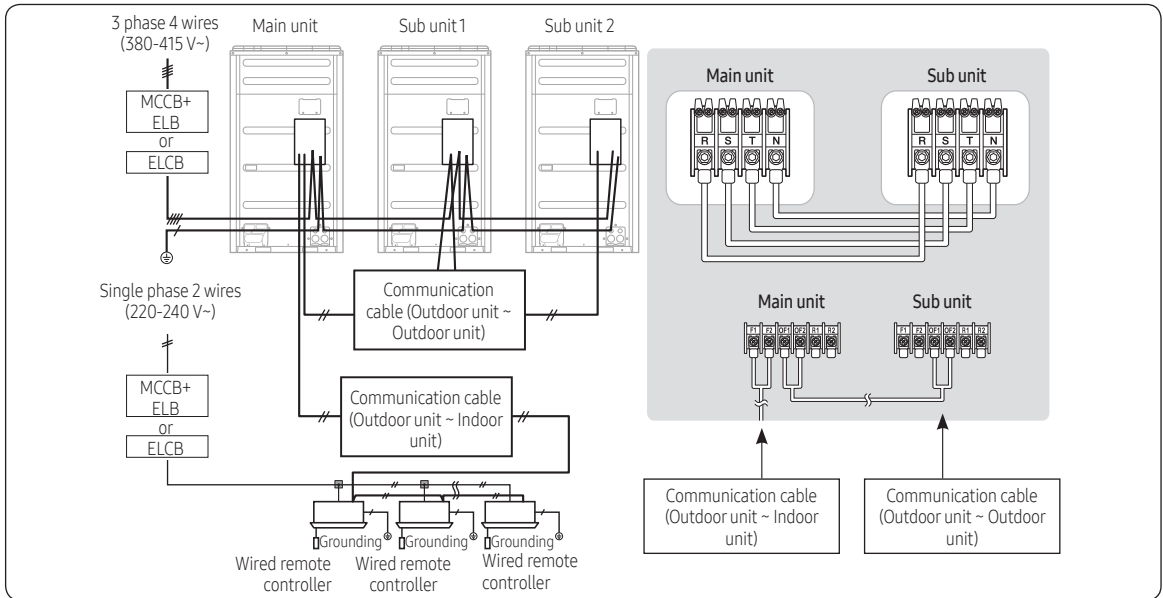 3 phase 4 wires
(380-415 V~)
Main unit
Sub unit 1
Sub unit 2
MCCB+
ELB
or
ELCB
Single phase 2 wires
(220-240 V~)
MCCB+
ELB
or
ELCB
Communication
cable (Outdoor unit ~
Outdoor unit)
Communication cable
(Outdoor unit ~ Indoor
unit)
Grounding
Grounding
Grounding
Wired remote
controller
Wired remote
controller
Wired remote
controller
Main unit
Sub unit
R S T N
R S T N
Main unit
Sub unit
F1 F2 OF1 OF2 R1 R2
F1 F2 OF1 OF2 R1 R2
Communication cable
(Outdoor unit ~ Indoor
unit)
Communication cable
(Outdoor unit ~ Outdoor
unit)